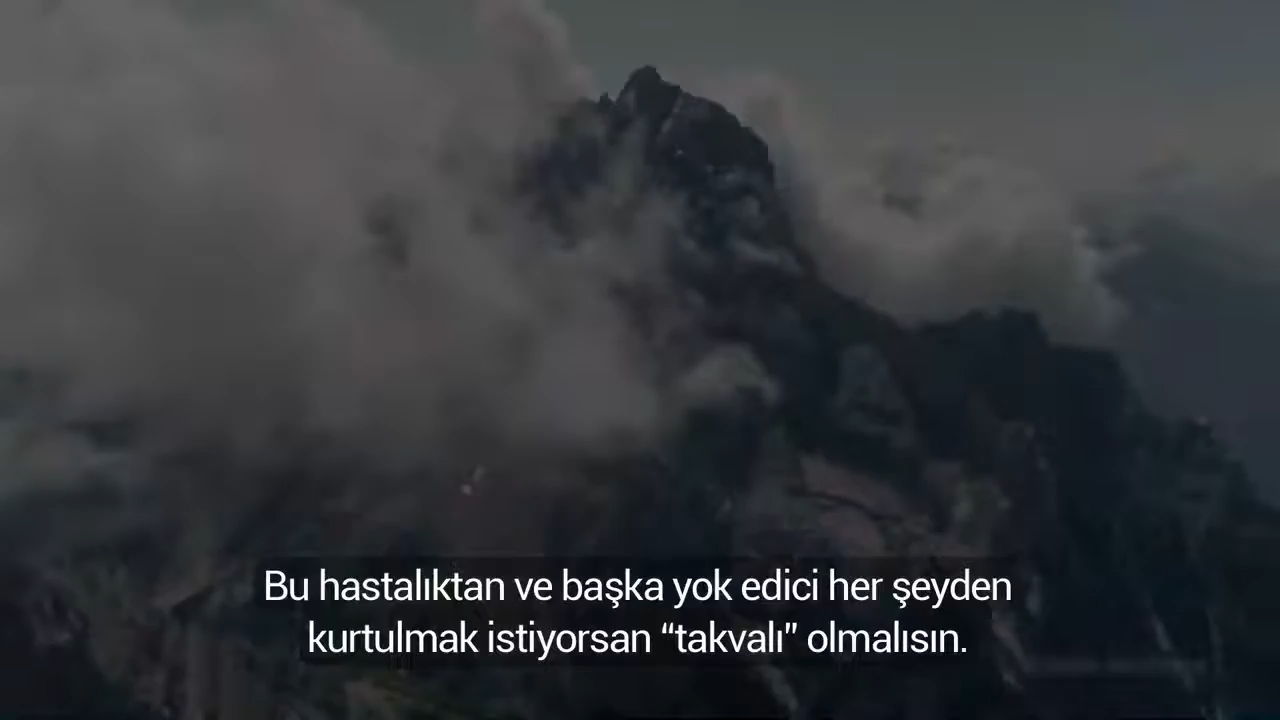 Bu hastalıktan ve başka yok edici her şeyden
kurtulmak istiyorsan “takvalı” olmalısın.